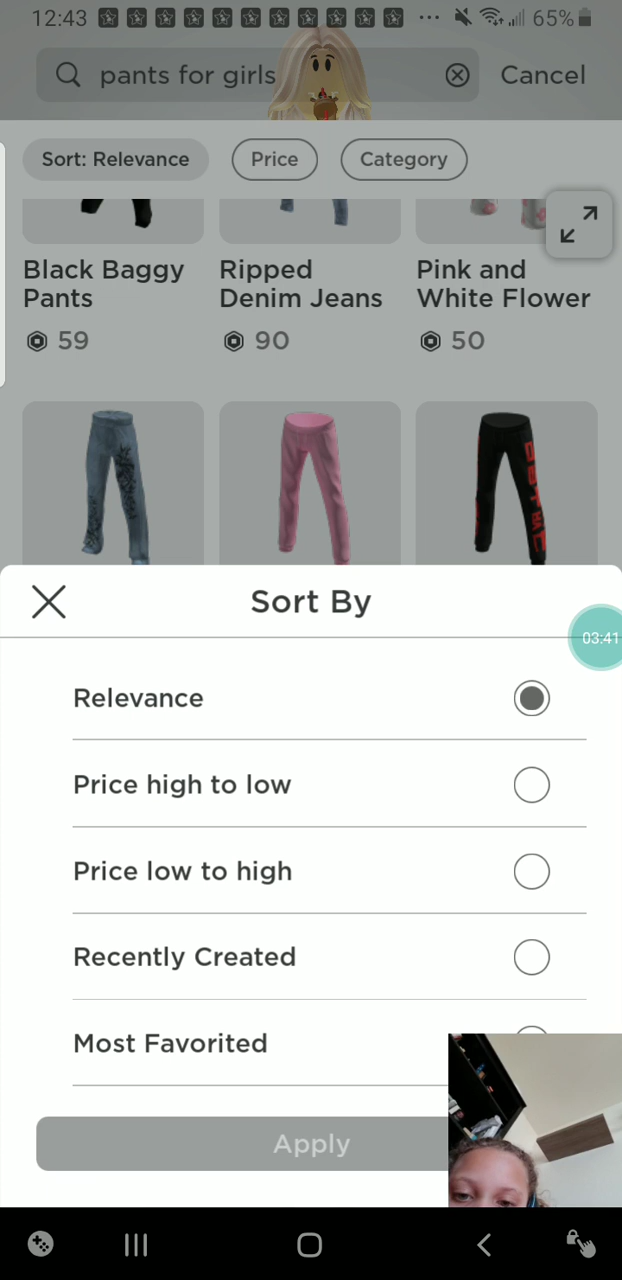 12:43 65%
pants for girls Cancel
Sort: Relevance Price Category
Black Baggy Pants
Ripped Denim Jeans
Pink and White Flower
59
90
50
Sort By
03:41
Relevance
Price high to low
Price low to high
Recently Created
Most Favorited
Apply